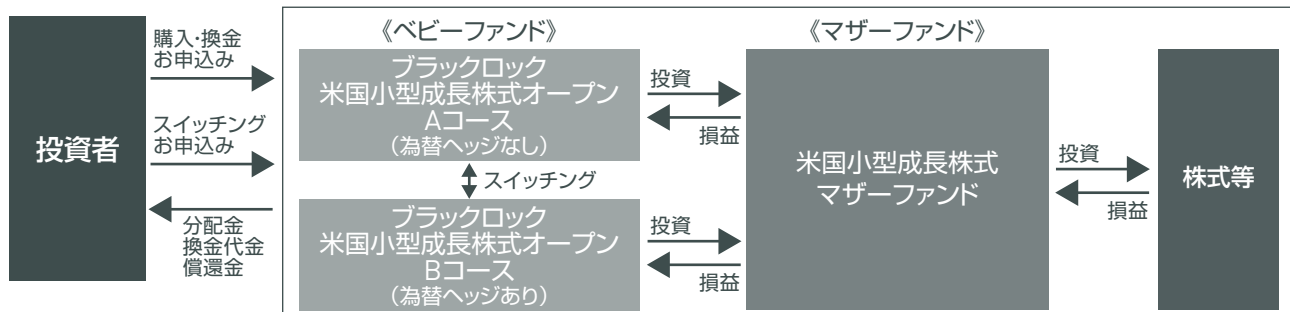 投資者
購入・換金
お申込み
スイッチング
お申込み
分配金
換金代金
償還金
《ベビーファンド》
ブラックロック
米国小型成長株式オープン
Aコース
(為替ヘッジなし)
スイッチング
ブラックロック
米国小型成長株式オープン
Bコース
(為替ヘッジあり)
投資
損益
投資
損益
《マザーファンド》
米国小型成長株式
マザーファンド
投資
損益
株式等